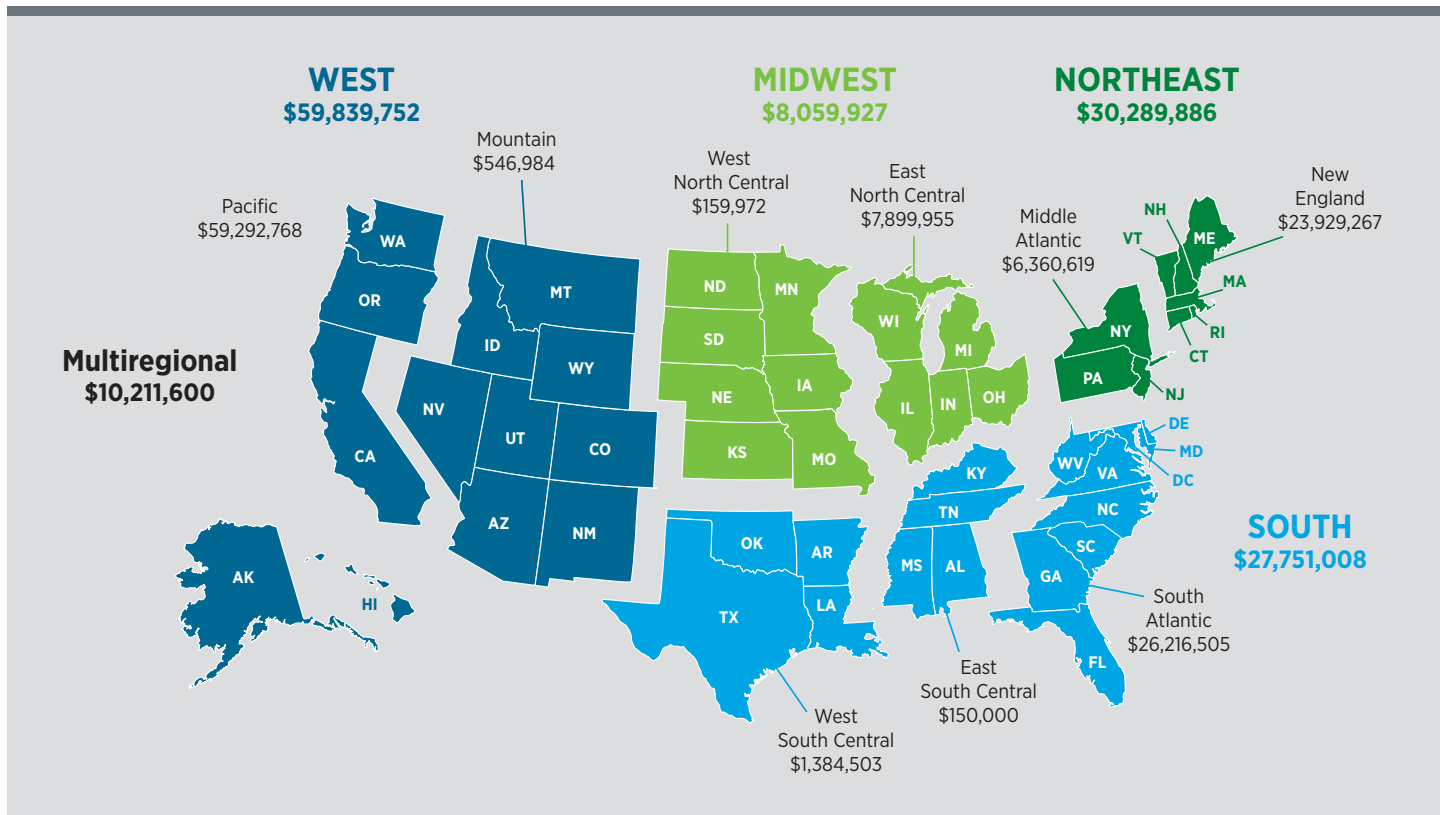 WEST
$59,839,752
MIDWEST
$8,059,927
NORTHEAST
$30,289,886
Mountain
$546,984
Pacific
$59,292,768
West
North Central
$159,972
East
North Central
$7,899,955
Middle
Atlantic
$6,360,619
New
England
$23,929,267
Multiregional
$10,211,600
WA
OR
CA
NV
ID
MT
WY
UT
CO
AZ
NM
AK
HI
ND
SD
NE
KS
MN
IA
MO
WI
MI
IL
IN
OH
NH
VT
ME
MA
RI
CT
NY
PA
NJ
DE
MD
DC
WV
VA
KY
TN
NC
SC
GA
FL
MS
AL
OK
AR
TX
LA
SOUTH
$27,751,008
South
Atlantic
$26,216,505
East
South Central
$150,000
West
South Central
$1,384,503